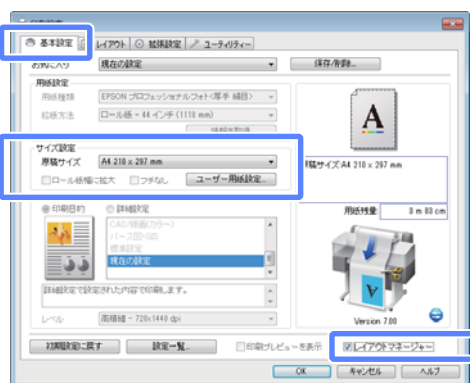 基本設定 レイアウト 拡張設定 ユーティリティー
お気に入り 現在の設定 保存/削除...
用紙設定
用紙種類 EPSON プロフェッショナルフォト<厚手 絹目>
給紙方法 ロール紙 - 44 インチ (1118 mm)
サイズ設定
原稿サイズ A4 210 x 297 mm
ロール紙幅に拡大 フチなし ユーザー用紙設定...
A
原稿サイズ:A4 210 x 297 mm
印刷目的 詳細設定
CAD/線画(カラー)
パース図・GIS
標準設定
現在の設定
詳細設定で設定された内容で印刷します。
レベル 高精細 - 720x1440 dpi
用紙残量 3 m 83 cm
Version 7.00
初期設定に戻す 設定一覧... 印刷プレビューを表示 レイアウトマネージャー
OK キャンセル ヘルプ